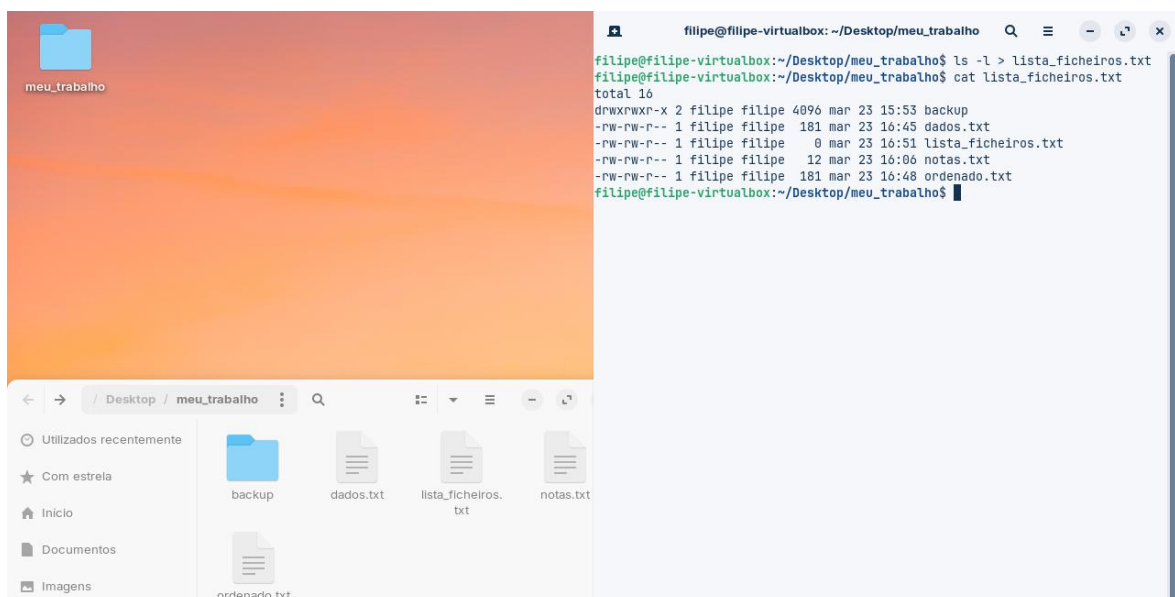 meu_trabalho
filipe@filipe-virtualbox: ~/Desktop/meu_trabalho
filipe@filipe-virtualbox:~/Desktop/meu_trabalho$ ls -l > lista_ficheiros.txt
filipe@filipe-virtualbox:~/Desktop/meu_trabalho$ cat lista_ficheiros.txt
total 16
drwxrwxr-x 2 filipe filipe 4096 mar 23 15:53 backup
-rw-rw-r-- 1 filipe filipe  181 mar 23 16:45 dados.txt
-rw-rw-r-- 1 filipe filipe    0 mar 23 16:51 lista_ficheiros.txt
-rw-rw-r-- 1 filipe filipe   12 mar 23 16:06 notas.txt
-rw-rw-r-- 1 filipe filipe  181 mar 23 16:48 ordenado.txt
filipe@filipe-virtualbox:~/Desktop/meu_trabalho$
/ Desktop / meu_trabalho
Utilizados recentemente
Com estrela
Início
Documentos
Imagens
backup
dados.txt
lista_ficheiros.
txt
notas.txt
ordenado.txt